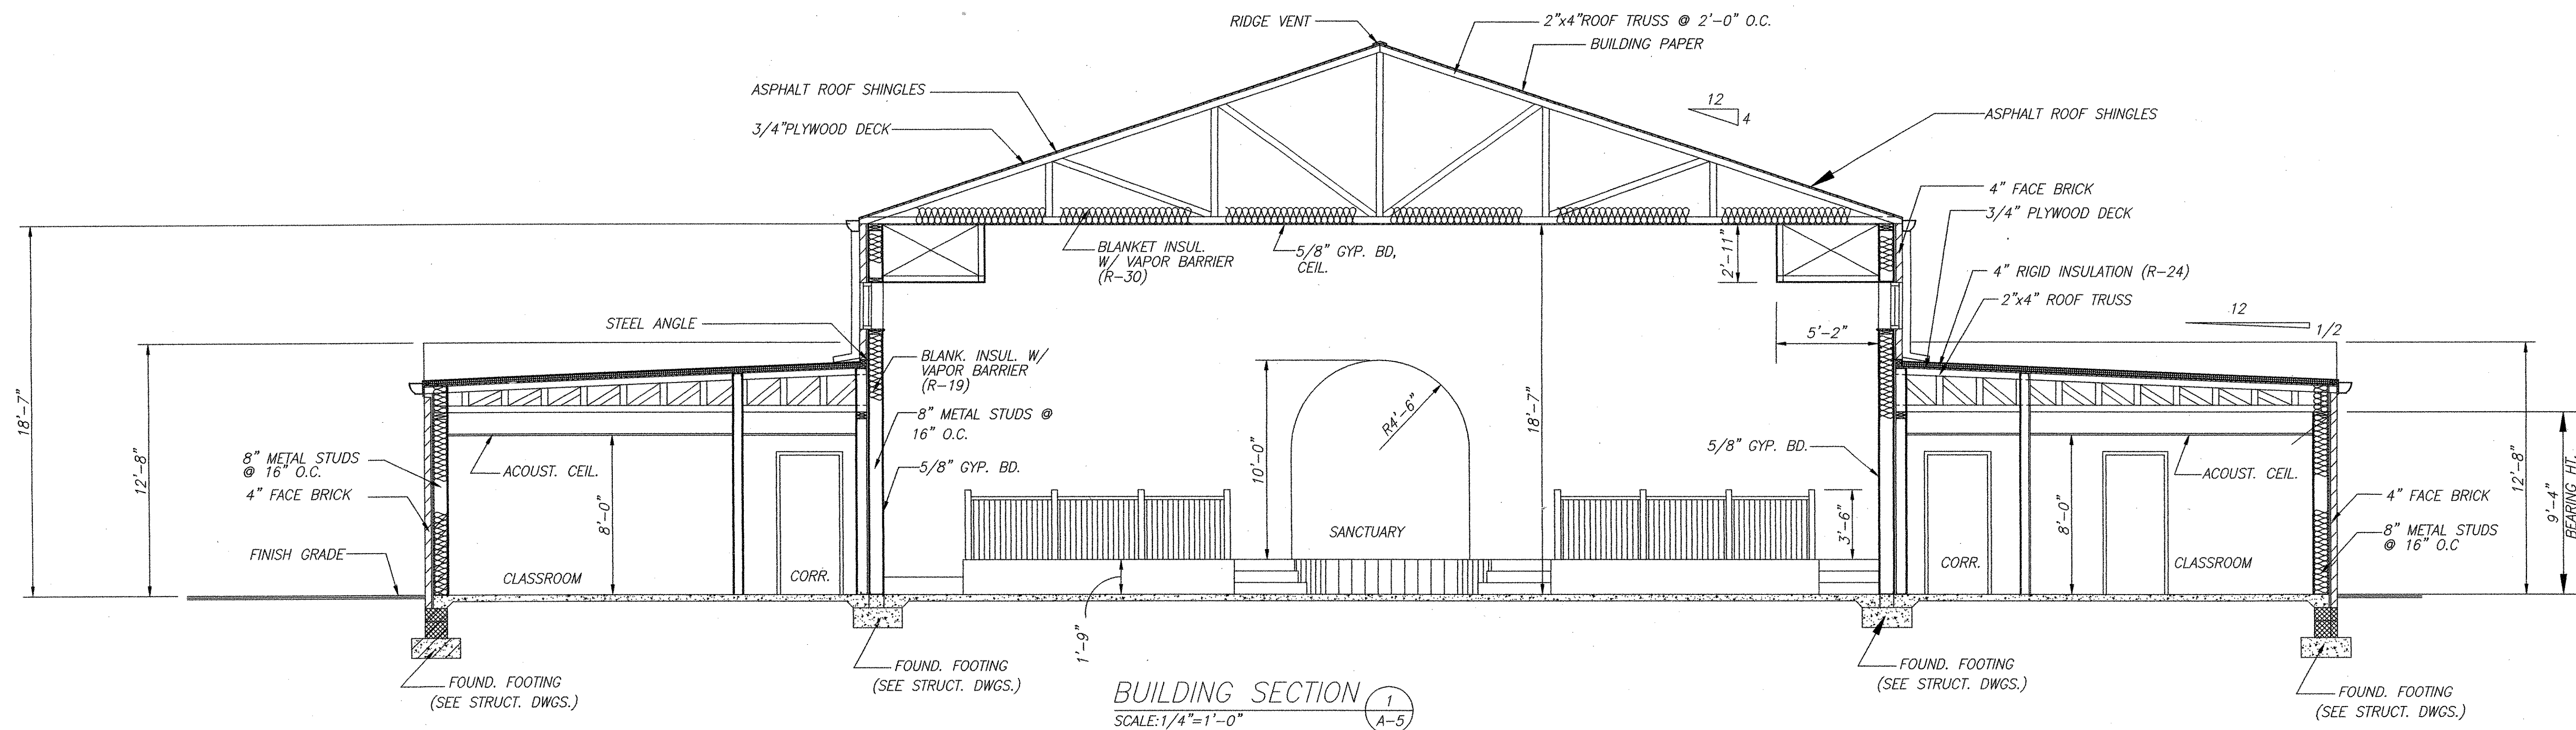 RIDGE VENT
2"x4"ROOF TRUSS @ 2'-0" O.C.
BUILDING PAPER
ASPHALT ROOF SHINGLES
3/4"PLYWOOD DECK
12
4
ASPHALT ROOF SHINGLES
4" FACE BRICK
3/4" PLYWOOD DECK
4" RIGID INSULATION (R-24)
2"x4" ROOF TRUSS
12
1/2
BLANKET INSUL.
W/ VAPOR BARRIER
(R-30)
5/8" GYP. BD,
CEIL.
2'-11"
5'-2"
STEEL ANGLE
BLANK. INSUL. W/
VAPOR BARRIER
(R-19)
8" METAL STUDS @
16" O.C.
5/8" GYP. BD.
18'-7"
12'-8"
8" METAL STUDS
@ 16" O.C.
4" FACE BRICK
FINISH GRADE
ACOUST. CEIL.
8'-0"
CLASSROOM
CORR.
10'-0"
R4'-6"
18'-7"
SANCTUARY
3'-6"
1'-9"
5/8" GYP. BD.
ACOUST. CEIL.
8'-0"
CORR.
CLASSROOM
12'-8"
9'-4"
BEARING HT.
4" FACE BRICK
8" METAL STUDS
@ 16" O.C
FOUND. FOOTING
(SEE STRUCT. DWGS.)
FOUND. FOOTING
(SEE STRUCT. DWGS.)
FOUND. FOOTING
(SEE STRUCT. DWGS.)
FOUND. FOOTING
(SEE STRUCT. DWGS.)
BUILDING SECTION
SCALE:1/4"=1'-0"
1
A-5